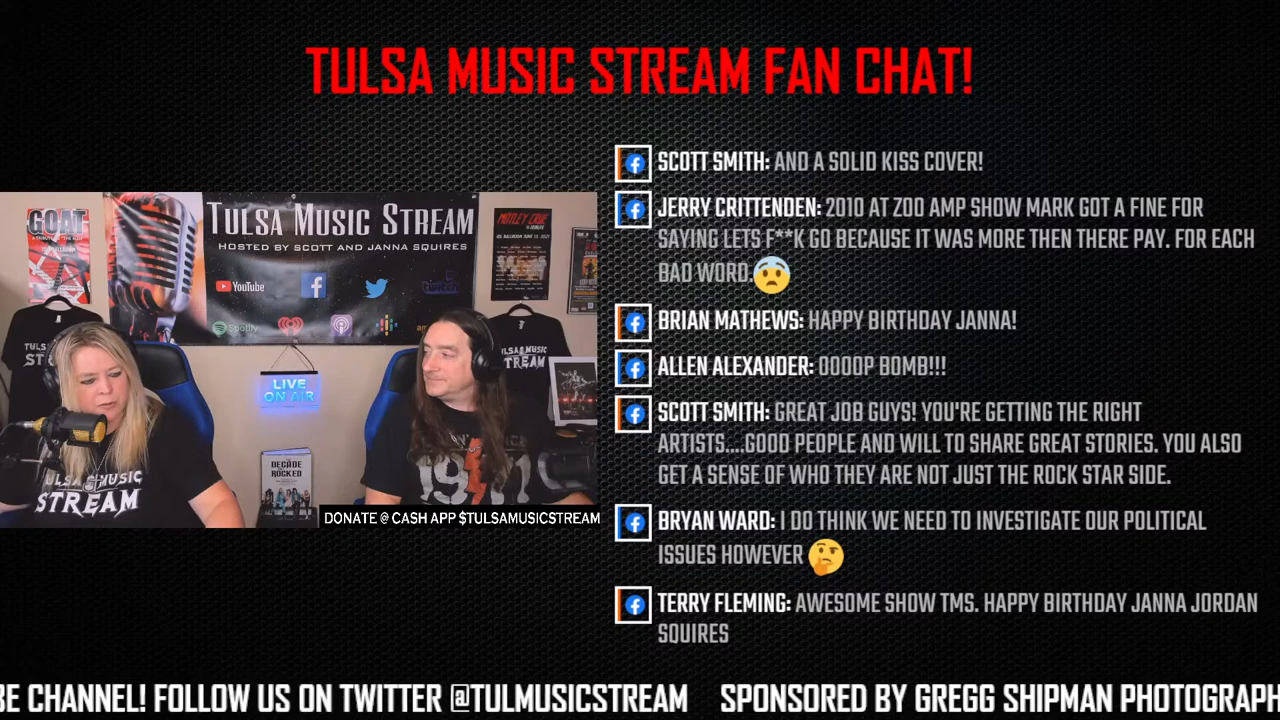 TULSA MUSIC STREAM FAN CHAT!
SCOTT SMITH: AND A SOLID KISS COVER!
JERRY CRITTENDEN: 2010 AT ZOO AMP SHOW MARK GOT A FINE FOR
SAYING LETS F**K GO BECAUSE IT WAS MORE THEN THERE PAY. FOR EACH
BAD WORD.😰
BRIAN MATHEWS: HAPPY BIRTHDAY JANNA!
ALLEN ALEXANDER: OOOOP BOMB!!!
SCOTT SMITH: GREAT JOB GUYS! YOU'RE GETTING THE RIGHT
ARTISTS....GOOD PEOPLE AND WILL TO SHARE GREAT STORIES. YOU ALSO
GET A SENSE OF WHO THEY ARE NOT JUST THE ROCK STAR SIDE.
BRYAN WARD: I DO THINK WE NEED TO INVESTIGATE OUR POLITICAL
ISSUES HOWEVER 🤔
TERRY FLEMING: AWESOME SHOW TMS. HAPPY BIRTHDAY JANNA JORDAN
SQUIRES
GOAT
TULSA MUSIC STREAM
HOSTED BY SCOTT AND JANNA SQUIRES
YouTube
twitch
Spotify
MÖTLEY CRÜE
TULSA MUSIC
STREAM
LIVE
ON AIR
DECADE
ROCKED
TULSA MUSIC
STREAM
DONATE @ CASH APP $TULSAMUSICSTREAM
BE CHANNEL! FOLLOW US ON TWITTER @TULMUSICSTREAM SPONSORED BY GREGG SHIPMAN PHOTOGRAPH